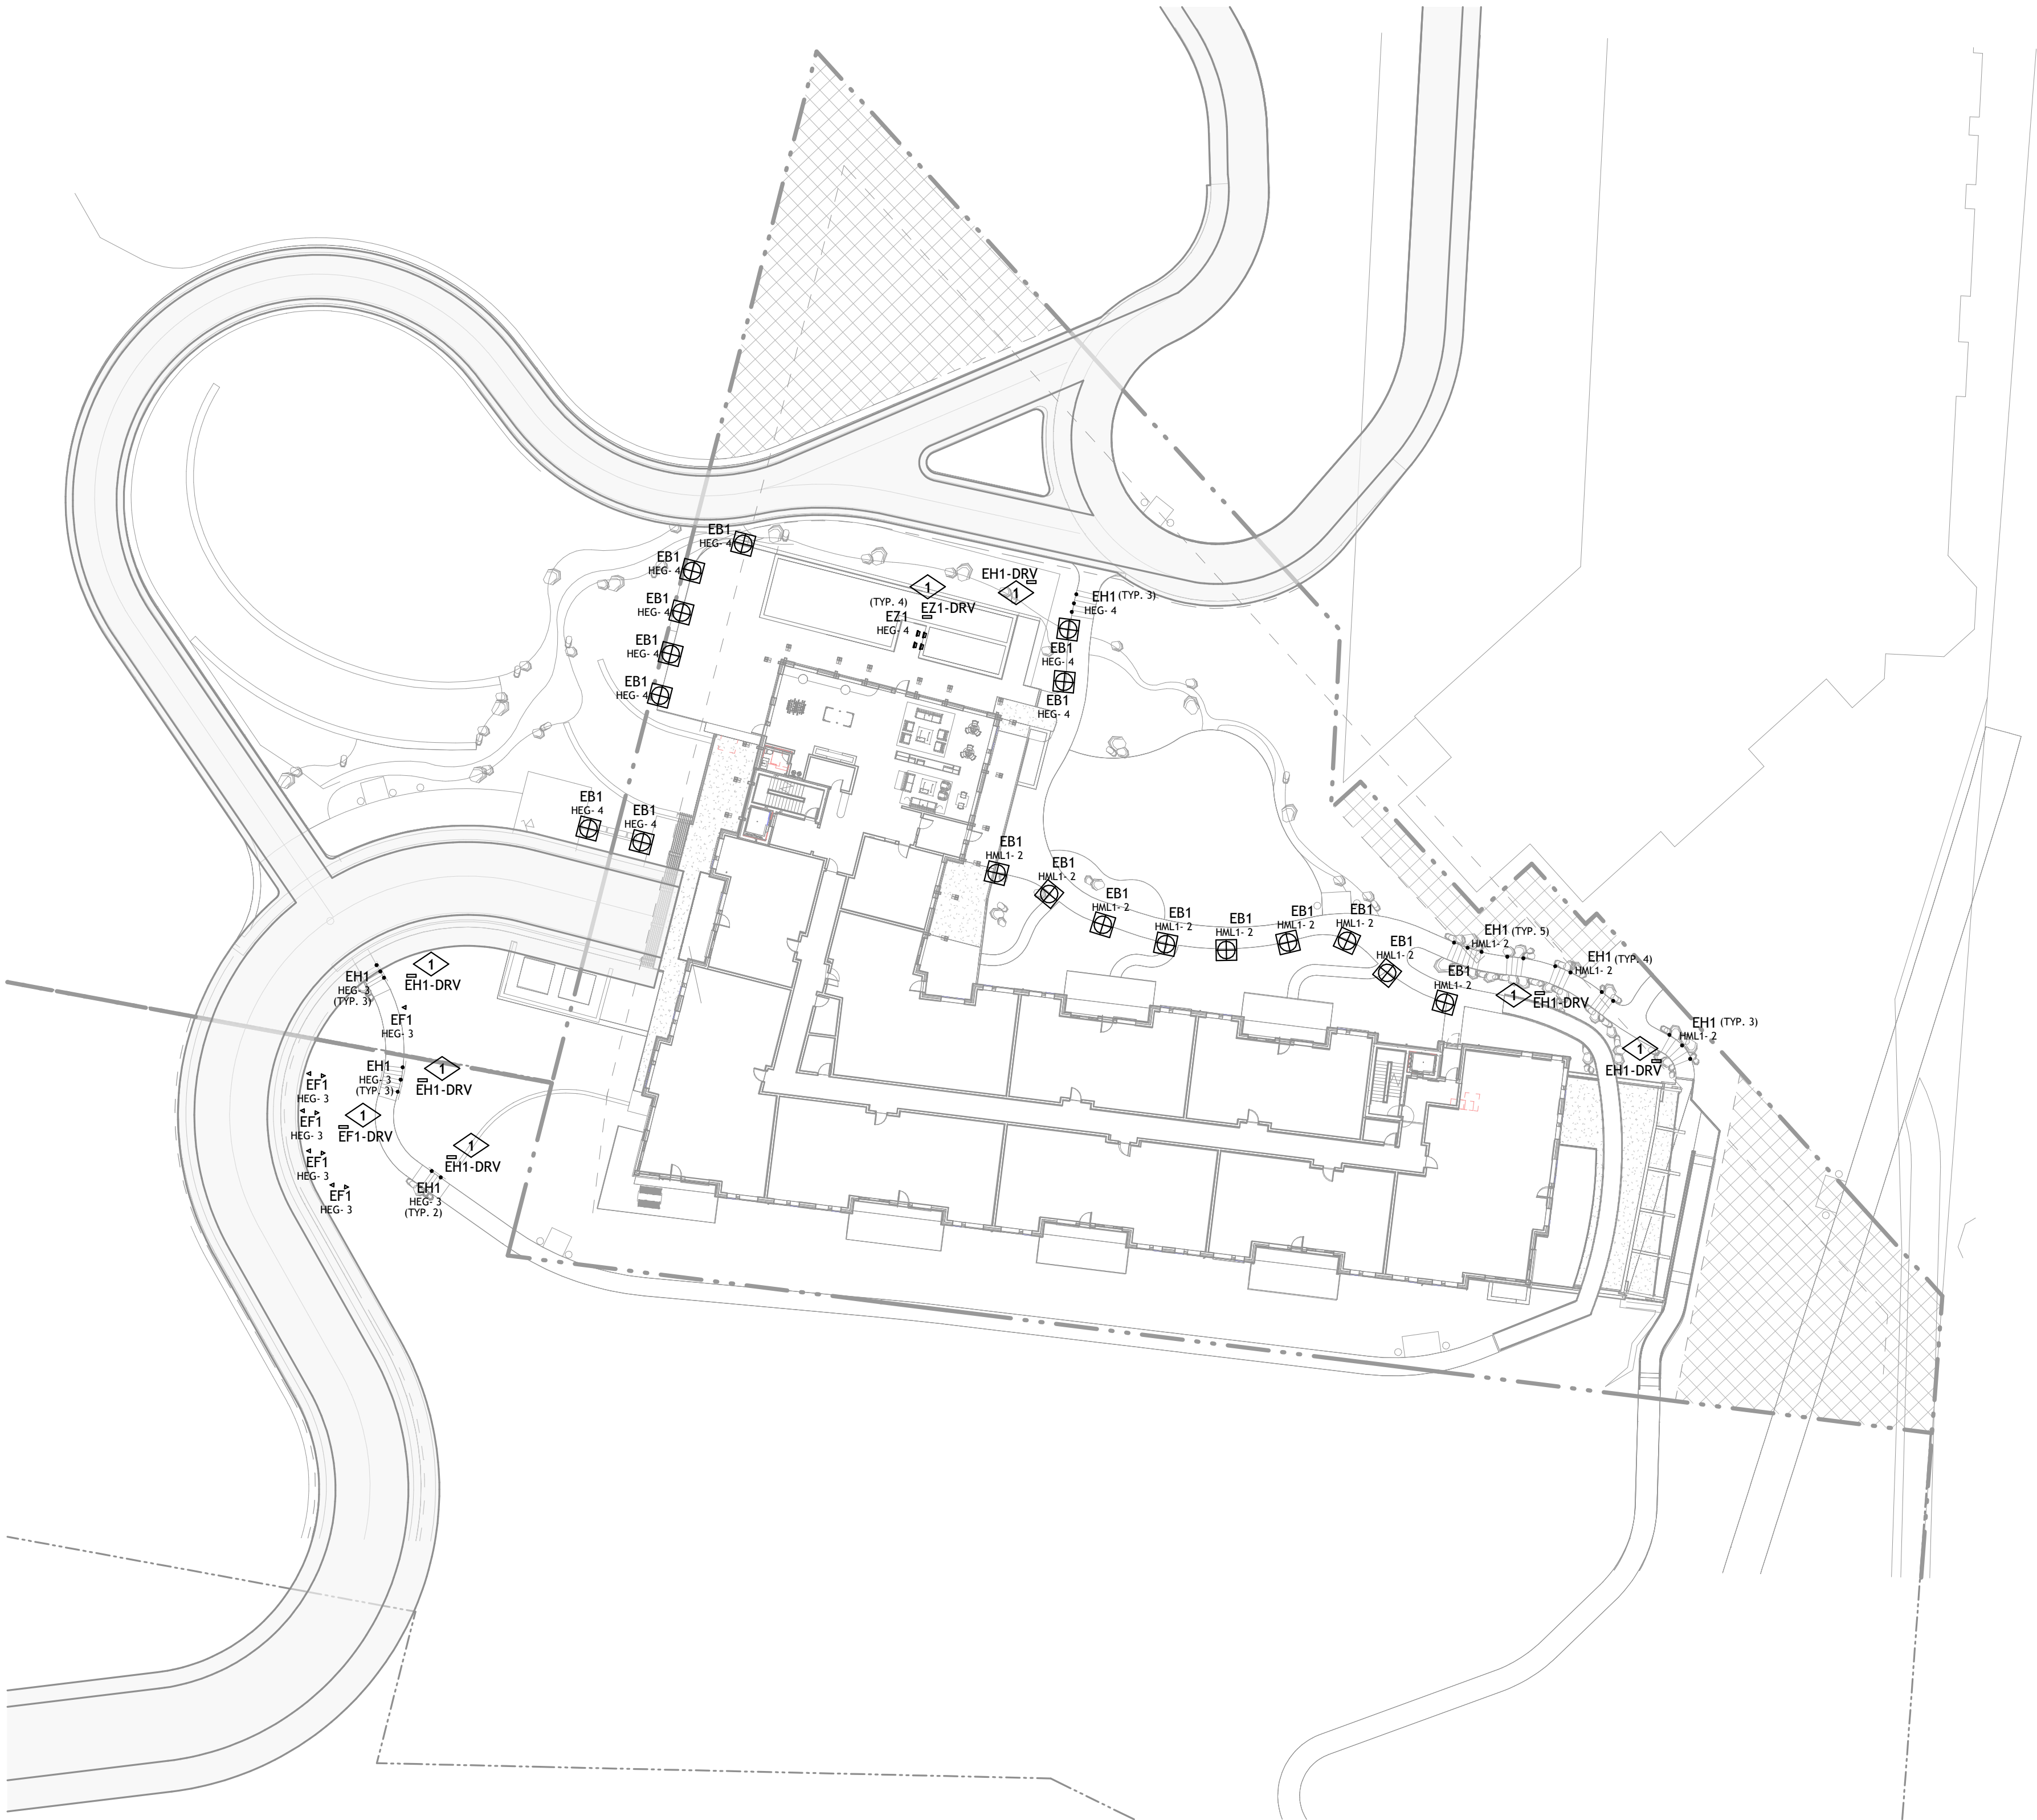 EB1
HEG- 4
EB1
HEG- 4
EB1
HEG- 4
EB1
HEG- 4
EB1
HEG- 4
1
EH1-DRV
1
(TYP. 4)
EZ1-DRV
EZ1
HEG- 4
EH1 (TYP. 3)
HEG- 4
EB1
HEG- 4
EB1
HEG- 4
EB1
HEG- 4
EB1
HEG- 4
EB1
HML1- 2
EB1
HML1- 2
EB1
HML1- 2
EB1
HML1- 2
EB1
HML1- 2
EB1
HML1- 2
EB1
HML1- 2
EB1
HML1- 2
EB1
HML1- 2
EH1 (TYP. 5)
HML1- 2
EH1 (TYP. 4)
HML1- 2
1
EH1-DRV
EH1 (TYP. 3)
HML1- 2
1
EH1-DRV
EH1
HEG- 3
(TYP. 3)
1
EH1-DRV
EF1
HEG- 3
EH1
HEG- 3
(TYP. 3)
1
EH1-DRV
EF1
HEG- 3
EF1
HEG- 3
1
EF1-DRV
EF1
HEG- 3
1
EH1-DRV
EF1
HEG- 3
EH1
HEG- 3
(TYP. 2)